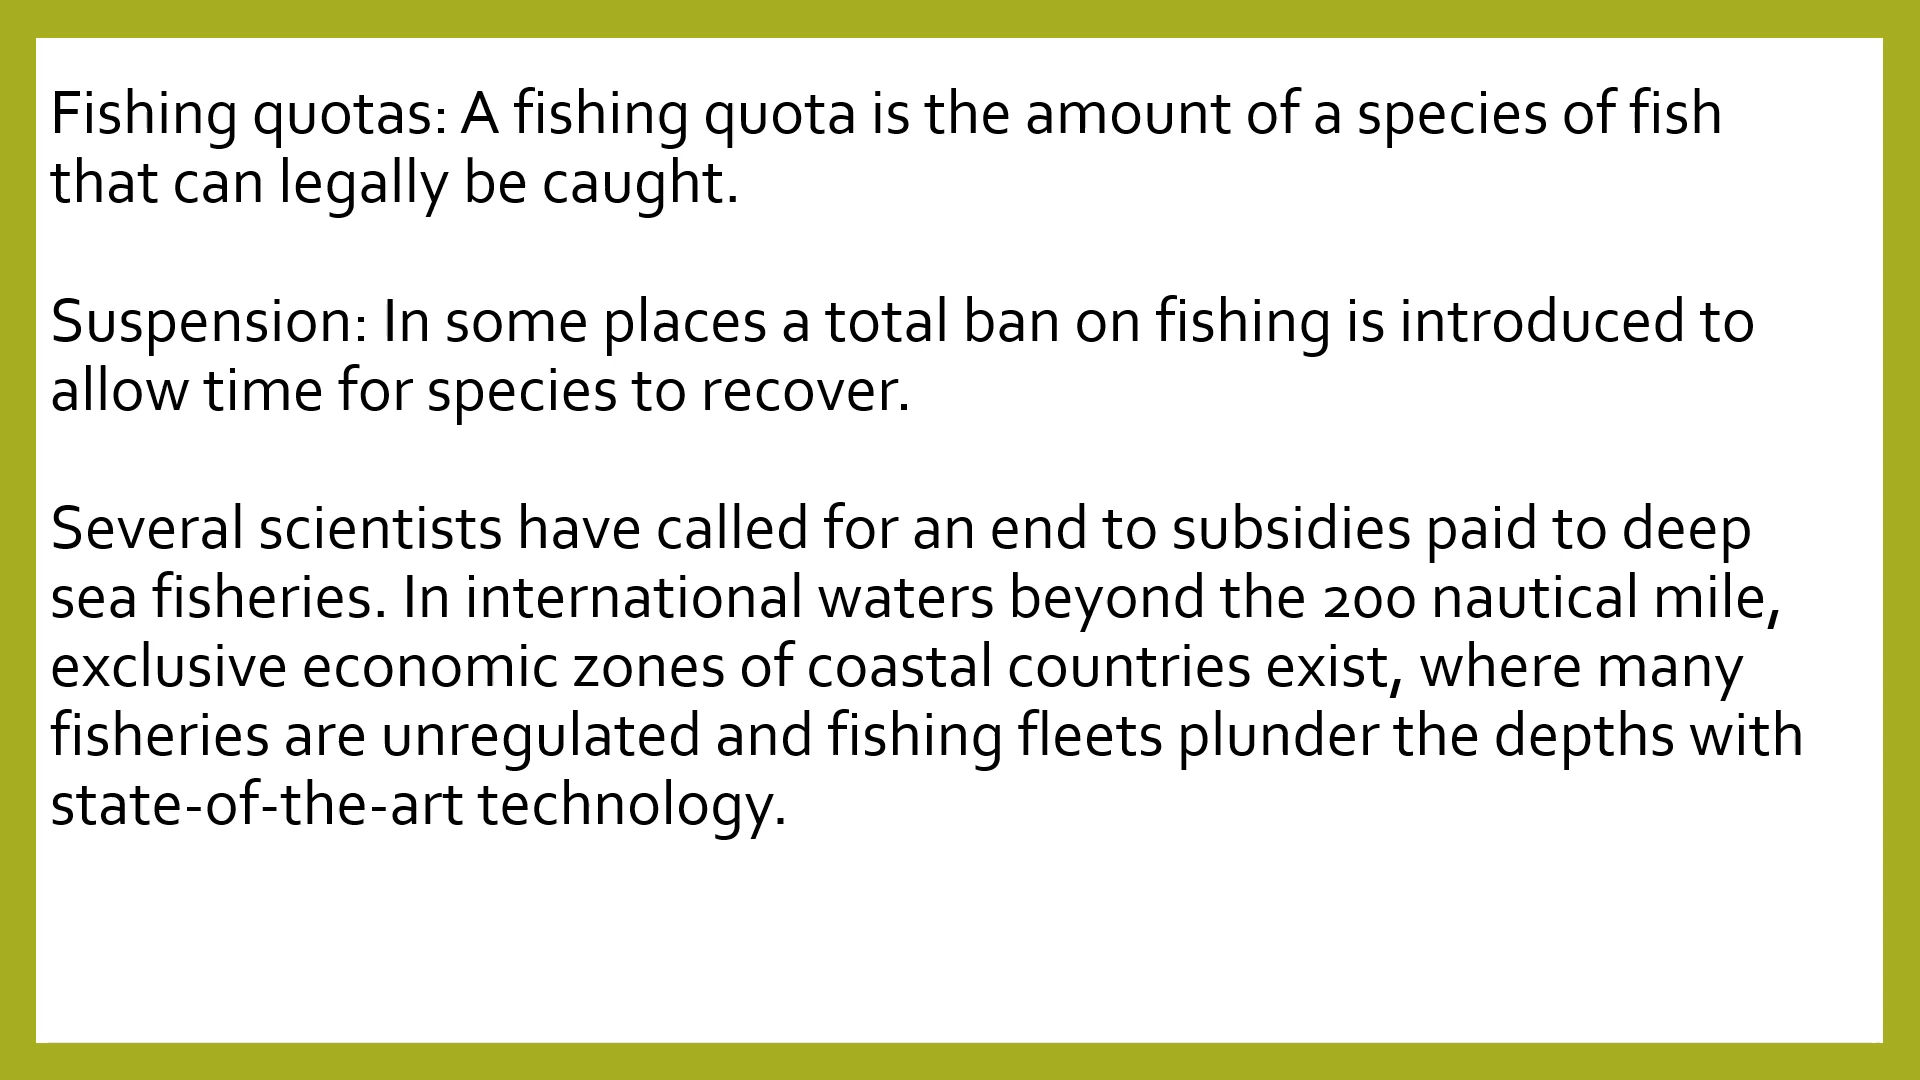 Fishing quotas: A fishing quota is the amount of a species of fish
that can legally be caught.
Suspension: In some places a total ban on fishing is introduced to
allow time for species to recover.
Several scientists have called for an end to subsidies paid to deep
sea fisheries. In international waters beyond the 200 nautical mile,
exclusive economic zones of coastal countries exist, where many
fisheries are unregulated and fishing fleets plunder the depths with
state-of-the-art technology.